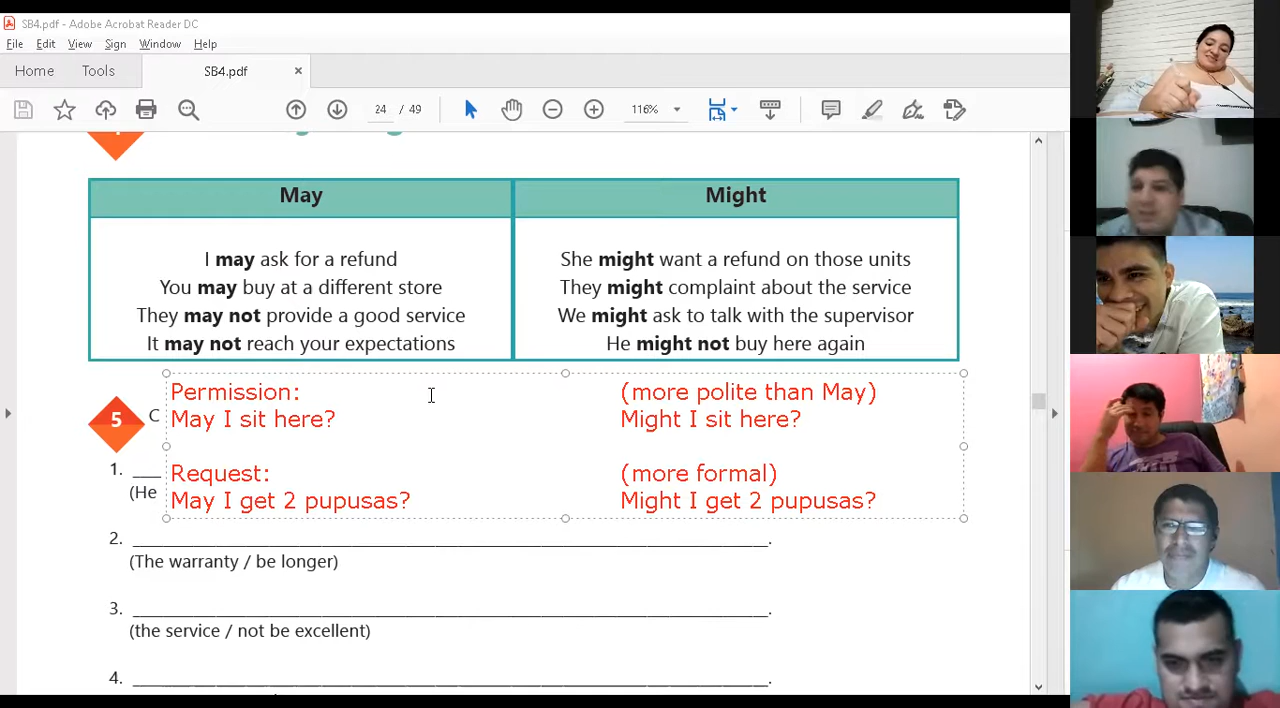 SB4.pdf - Adobe Acrobat Reader DC
File Edit View Sign Window Help
Home Tools SB4.pdf ×
24 / 49 116%
May Might
I may ask for a refund She might want a refund on those units
You may buy at a different store They might complaint about the service
They may not provide a good service We might ask to talk with the supervisor
It may not reach your expectations He might not buy here again
Permission: (more polite than May)
5 C May I sit here? Might I sit here?
1. ___ Request: (more formal)
(He May I get 2 pupusas? Might I get 2 pupusas?
2. ______________________________.
(The warranty / be longer)
3. ______________________________.
(the service / not be excellent)
4. ______________________________.